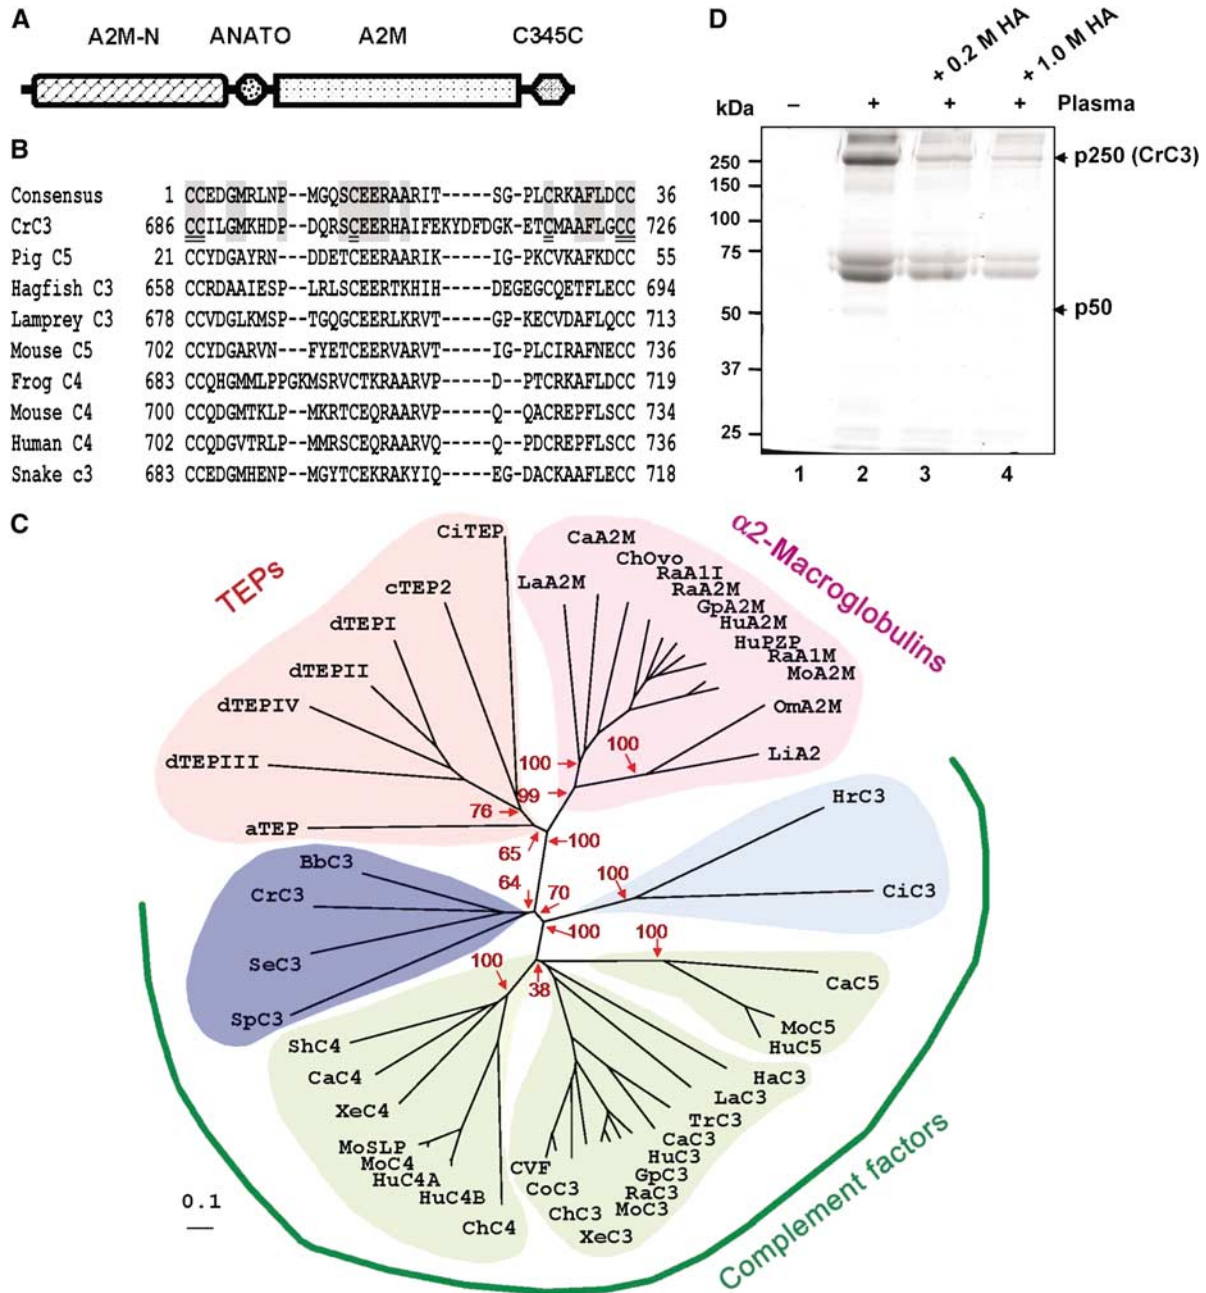 A
A2M-N ANATO A2M C345C
B
Consensus 1 CCEDGMRLNP---MGQSCEERAARIT-----SG-PLCRKAFLDCC 36
CrC3 686 CCILGMKHDP---DQRSCEERHAIFEKYDFDGK-ETCMAAFLGCC 726
Pig C5 21 CCYDGAYRN---DDETCEERAARIK-----IG-PKCVKAFKDCC 55
Hagfish C3 658 CCRDAAIESP---LRLSCEERTKHIH-----DEGEGCQETFLECC 694
Lamprey C3 678 CCVDGLKMSP---TGQGCEERLKRVT-----GP-KECVDAFLQCC 713
Mouse C5 702 CCYDGARVN---FYETCEERVARVT-----IG-PLCIRAFNECC 736
Frog C4 683 CCQHGMMLPPGKMSRVCTKRAARVP-----D--PTCRKAFLDCC 719
Mouse C4 700 CCQDGMTKLP--MKRTCEQRAARVP-----Q--QACREPFLSCC 734
Human C4 702 CCQDGVTRLP--MMRSCEQRAARVQ-----Q--PDCREPFLSCC 736
Snake c3 683 CCEDGMHENP--MGYTCEKRAKYIQ-----EG-DACKAAFLECC 718
D
+ 0.2 M HA
+ 1.0 M HA
kDa – + + + Plasma
250
150
100
75
50
37
25
p250 (CrC3)
p50
1 2 3 4
C
TEPs
α2-Macroglobulins
CiTEP
cTEP2
dTEPI
dTEPII
dTEPIV
dTEPIII
aTEP
CaA2M
ChOvo
LaA2M
RaA1I
RaA2M
GpA2M
HuA2M
HuPZP
RaA1M
MoA2M
OmA2M
LiA2
100
100
99
76
65
100
64
70
100
100
100
100
38
HrC3
CiC3
BbC3
CrC3
SeC3
SpC3
CaC5
MoC5
HuC5
ShC4
CaC4
XeC4
MoSLP
MoC4
HuC4A
HuC4B
ChC4
HaC3
LaC3
TrC3
CaC3
HuC3
GpC3
RaC3
MoC3
CVF
CoC3
ChC3
XeC3
0.1
Complement factors